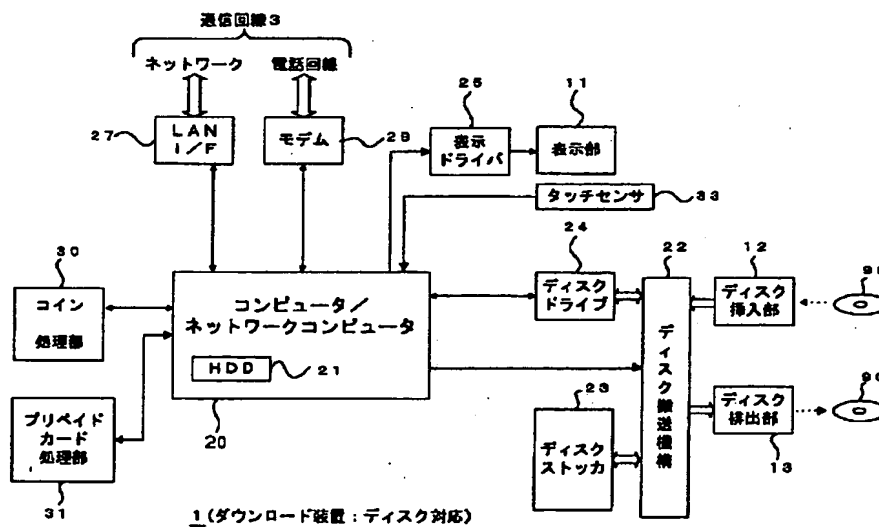 通信回線3
ネットワーク
電話回線
25
11
27
LAN
I/F
モデム
28
表示
ドライバ
表示部
タッチセンサ
33
24
22
12
90
30
コイン
処理部
コンピュータ/
ネットワークコンピュータ
HDD
21
ディスク
ドライブ
ディスク搬送機構
ディスク
挿入部
23
90
プリペイド
カード
処理部
20
ディスク
ストッカ
ディスク
排出部
13
31
1(ダウンロード装置:ディスク対応)